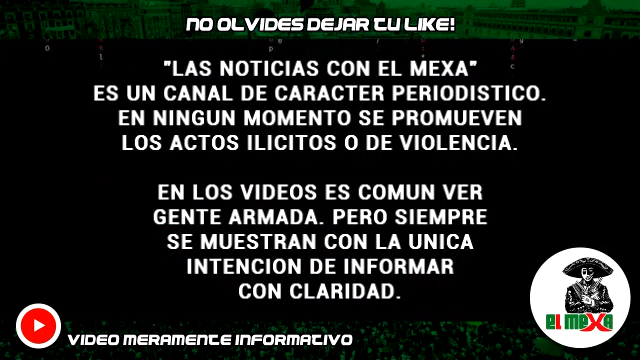 NO OLVIDES DEJAR TU LIKE!
"LAS NOTICIAS CON EL MEXA"
ES UN CANAL DE CARACTER PERIODISTICO.
EN NINGUN MOMENTO SE PROMUEVEN
LOS ACTOS ILICITOS O DE VIOLENCIA.
EN LOS VIDEOS ES COMUN VER
GENTE ARMADA. PERO SIEMPRE
SE MUESTRAN CON LA UNICA
INTENCION DE INFORMAR
CON CLARIDAD.
EL MEXA
VIDEO MERAMENTE INFORMATIVO